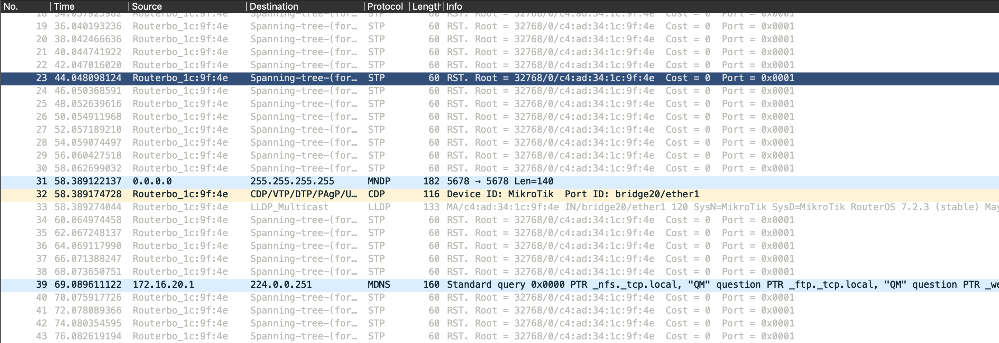 No. Time Source Destination Protocol Length Info
18 34.037925982 Routerbo_1c:9f:4e Spanning-tree-(for… STP 60 RST. Root = 32768/0/c4:ad:34:1c:9f:4e Cost = 0 Port = 0x0001
19 36.040193236 Routerbo_1c:9f:4e Spanning-tree-(for… STP 60 RST. Root = 32768/0/c4:ad:34:1c:9f:4e Cost = 0 Port = 0x0001
20 38.042466636 Routerbo_1c:9f:4e Spanning-tree-(for… STP 60 RST. Root = 32768/0/c4:ad:34:1c:9f:4e Cost = 0 Port = 0x0001
21 40.044741922 Routerbo_1c:9f:4e Spanning-tree-(for… STP 60 RST. Root = 32768/0/c4:ad:34:1c:9f:4e Cost = 0 Port = 0x0001
22 42.047016020 Routerbo_1c:9f:4e Spanning-tree-(for… STP 60 RST. Root = 32768/0/c4:ad:34:1c:9f:4e Cost = 0 Port = 0x0001
23 44.048098124 Routerbo_1c:9f:4e Spanning-tree-(for… STP 60 RST. Root = 32768/0/c4:ad:34:1c:9f:4e Cost = 0 Port = 0x0001
24 46.050368591 Routerbo_1c:9f:4e Spanning-tree-(for… STP 60 RST. Root = 32768/0/c4:ad:34:1c:9f:4e Cost = 0 Port = 0x0001
25 48.052639616 Routerbo_1c:9f:4e Spanning-tree-(for… STP 60 RST. Root = 32768/0/c4:ad:34:1c:9f:4e Cost = 0 Port = 0x0001
26 50.054911968 Routerbo_1c:9f:4e Spanning-tree-(for… STP 60 RST. Root = 32768/0/c4:ad:34:1c:9f:4e Cost = 0 Port = 0x0001
27 52.057189210 Routerbo_1c:9f:4e Spanning-tree-(for… STP 60 RST. Root = 32768/0/c4:ad:34:1c:9f:4e Cost = 0 Port = 0x0001
28 54.059074497 Routerbo_1c:9f:4e Spanning-tree-(for… STP 60 RST. Root = 32768/0/c4:ad:34:1c:9f:4e Cost = 0 Port = 0x0001
29 56.060427518 Routerbo_1c:9f:4e Spanning-tree-(for… STP 60 RST. Root = 32768/0/c4:ad:34:1c:9f:4e Cost = 0 Port = 0x0001
30 58.062699032 Routerbo_1c:9f:4e Spanning-tree-(for… STP 60 RST. Root = 32768/0/c4:ad:34:1c:9f:4e Cost = 0 Port = 0x0001
31 58.389122137 0.0.0.0 255.255.255.255 MNDP 182 5678 → 5678 Len=140
32 58.389174728 Routerbo_1c:9f:4e CDP/VTP/DTP/PAgP/U… CDP 116 Device ID: MikroTik Port ID: bridge20/ether1
33 58.389274044 Routerbo_1c:9f:4e LLDP_Multicast LLDP 133 MA/c4:ad:34:1c:9f:4e IN/bridge20/ether1 120 SysN=MikroTik SysD=MikroTik RouterOS 7.2.3 (stable) May
34 60.064974458 Routerbo_1c:9f:4e Spanning-tree-(for… STP 60 RST. Root = 32768/0/c4:ad:34:1c:9f:4e Cost = 0 Port = 0x0001
35 62.067248137 Routerbo_1c:9f:4e Spanning-tree-(for… STP 60 RST. Root = 32768/0/c4:ad:34:1c:9f:4e Cost = 0 Port = 0x0001
36 64.069117990 Routerbo_1c:9f:4e Spanning-tree-(for… STP 60 RST. Root = 32768/0/c4:ad:34:1c:9f:4e Cost = 0 Port = 0x0001
37 66.071388247 Routerbo_1c:9f:4e Spanning-tree-(for… STP 60 RST. Root = 32768/0/c4:ad:34:1c:9f:4e Cost = 0 Port = 0x0001
38 68.073650751 Routerbo_1c:9f:4e Spanning-tree-(for… STP 60 RST. Root = 32768/0/c4:ad:34:1c:9f:4e Cost = 0 Port = 0x0001
39 69.089611122 172.16.20.1 224.0.0.251 MDNS 160 Standard query 0x0000 PTR _nfs._tcp.local, "QM" question PTR _ftp._tcp.local, "QM" question PTR _we
40 70.075917726 Routerbo_1c:9f:4e Spanning-tree-(for… STP 60 RST. Root = 32768/0/c4:ad:34:1c:9f:4e Cost = 0 Port = 0x0001
41 72.078089366 Routerbo_1c:9f:4e Spanning-tree-(for… STP 60 RST. Root = 32768/0/c4:ad:34:1c:9f:4e Cost = 0 Port = 0x0001
42 74.080354595 Routerbo_1c:9f:4e Spanning-tree-(for… STP 60 RST. Root = 32768/0/c4:ad:34:1c:9f:4e Cost = 0 Port = 0x0001
43 76.082619194 Routerbo_1c:9f:4e Spanning-tree-(for… STP 60 RST. Root = 32768/0/c4:ad:34:1c:9f:4e Cost = 0 Port = 0x0001